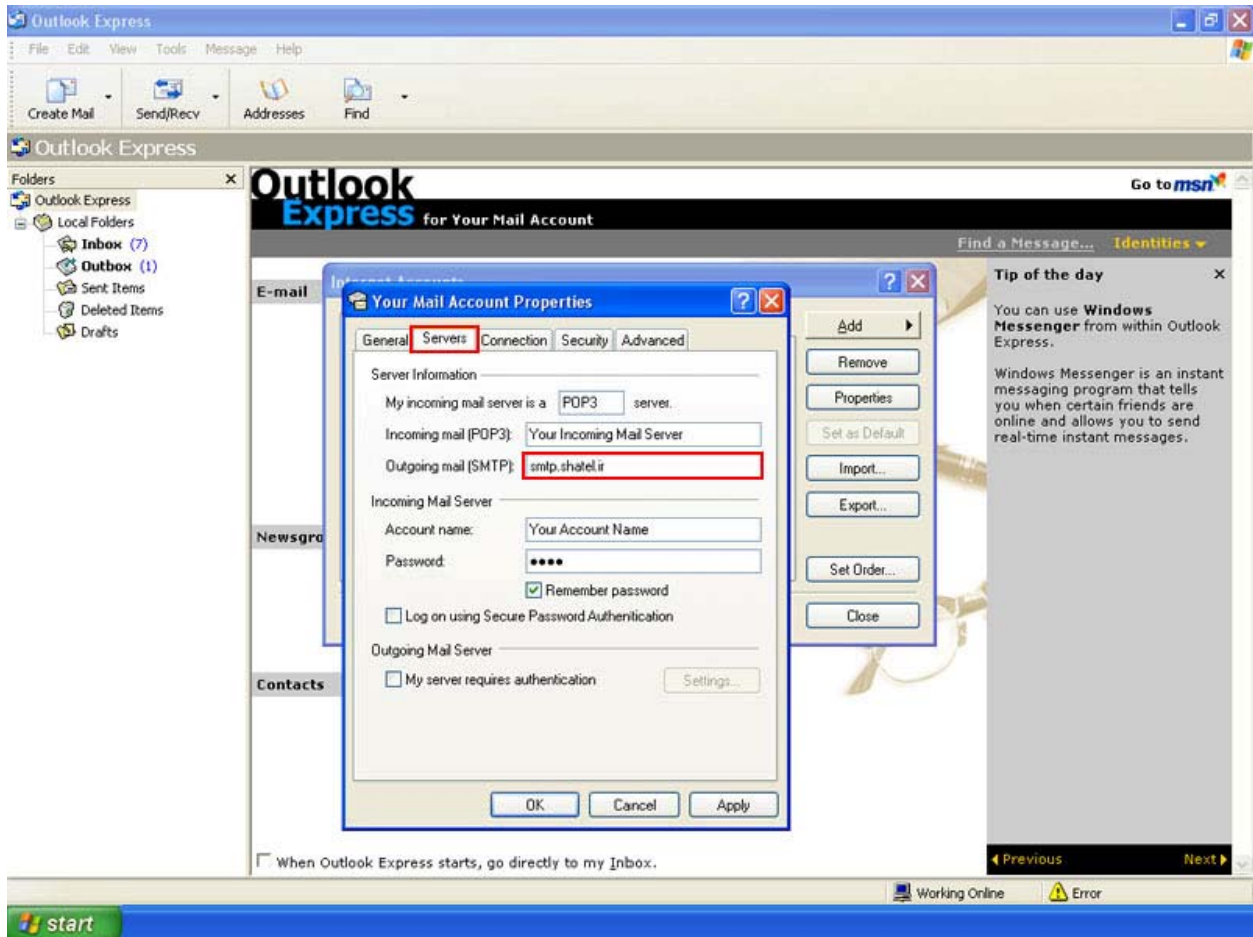 Outlook Express
File Edit View Tools Message Help
Create Mail Send/Recv Addresses Find
Outlook Express
Folders
Outlook Express
Local Folders
Inbox (7)
Outbox (1)
Sent Items
Deleted Items
Drafts
Outlook
Express for Your Mail Account
Go to msn
Find a Message... Identities
E-mail
Newsgro
Contacts
Internet Accounts
Add
Remove
Properties
Set as Default
Import...
Export...
Set Order...
Close
Your Mail Account Properties
General Servers Connection Security Advanced
Server Information
My incoming mail server is a POP3 server.
Incoming mail (POP3): Your Incoming Mail Server
Outgoing mail (SMTP): smtp.shatel.ir
Incoming Mail Server
Account name: Your Account Name
Password: ●●●●
Remember password
Log on using Secure Password Authentication
Outgoing Mail Server
My server requires authentication Settings...
OK Cancel Apply
Tip of the day
You can use Windows
Messenger from within Outlook
Express.
Windows Messenger is an instant
messaging program that tells
you when certain friends are
online and allows you to send
real-time instant messages.
Previous Next
When Outlook Express starts, go directly to my Inbox.
Working Online Error
start